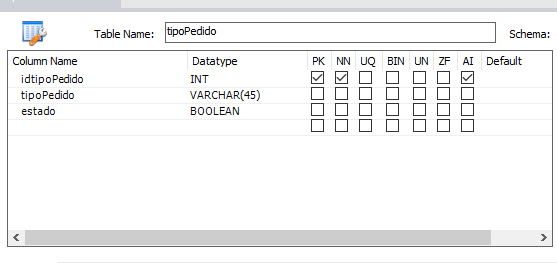 Table Name: tipoPedido Schema:
Column Name Datatype PK NN UQ BIN UN ZF AI Default
idtipoPedido INT
tipoPedido VARCHAR(45)
estado BOOLEAN